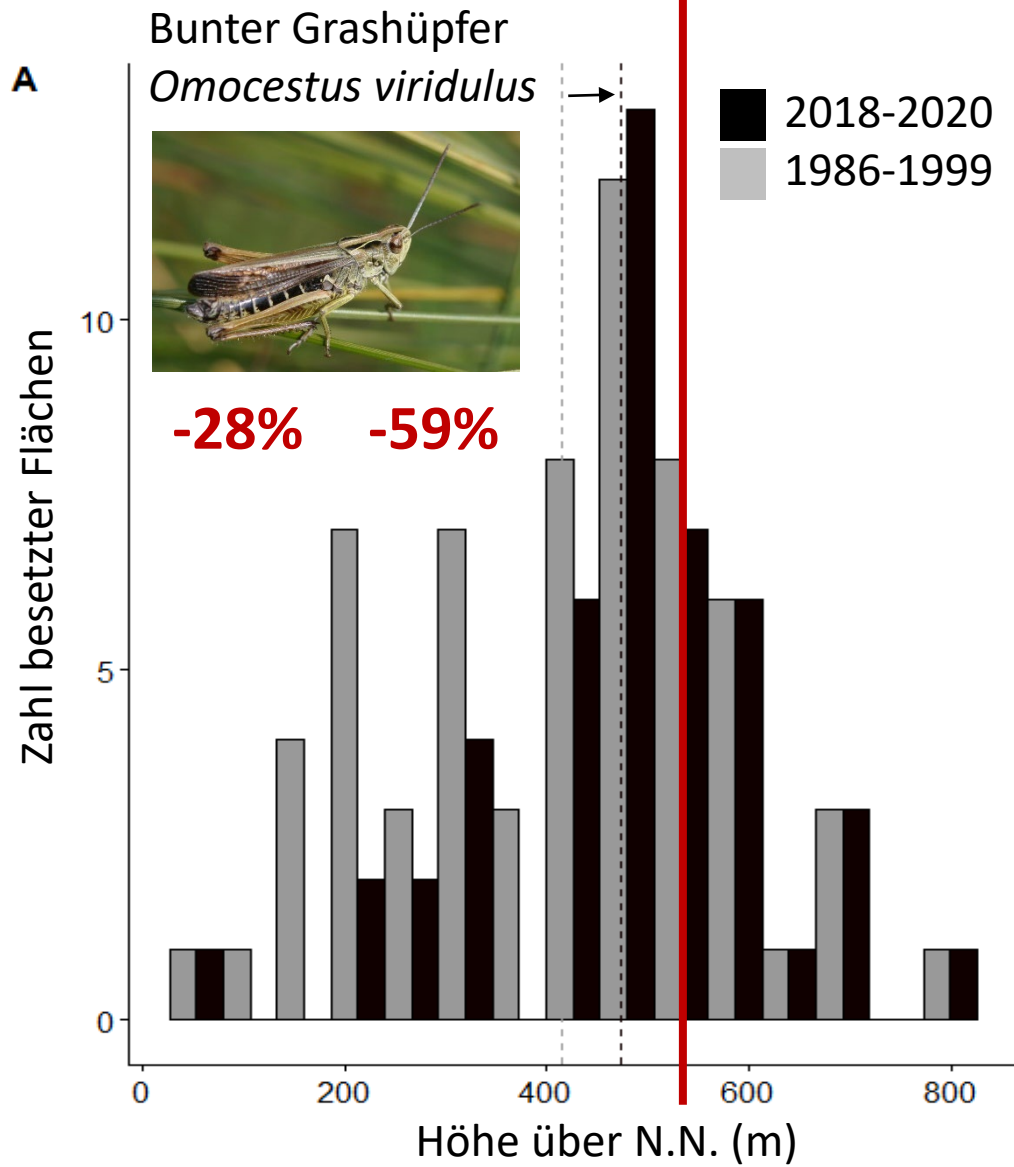 Bunter Grashüpfer
A
Omocestus viridulus
2018-2020
1986-1999
-28%
-59%
Zahl besetzter Flächen
10
5
0
0
200
400
600
800
Höhe über N.N. (m)